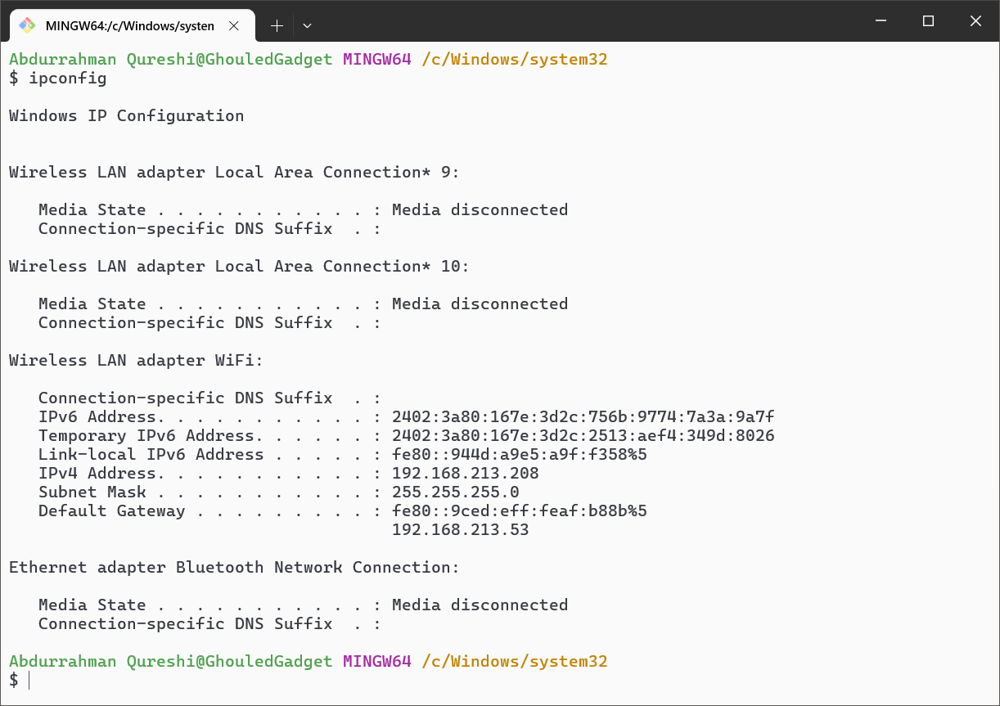 MINGW64:/c/Windows/systen
Abdurrahman Qureshi@GhouledGadget MINGW64 /c/Windows/system32
$ ipconfig
Windows IP Configuration
Wireless LAN adapter Local Area Connection* 9:
   Media State . . . . . . . . . . . : Media disconnected
   Connection-specific DNS Suffix  . :
Wireless LAN adapter Local Area Connection* 10:
   Media State . . . . . . . . . . . : Media disconnected
   Connection-specific DNS Suffix  . :
Wireless LAN adapter WiFi:
   Connection-specific DNS Suffix  . :
   IPv6 Address. . . . . . . . . . . : 2402:3a80:167e:3d2c:756b:9774:7a3a:9a7f
   Temporary IPv6 Address. . . . . . : 2402:3a80:167e:3d2c:2513:aef4:349d:8026
   Link-local IPv6 Address . . . . . : fe80::944d:a9e5:a9f:f358%5
   IPv4 Address. . . . . . . . . . . : 192.168.213.208
   Subnet Mask . . . . . . . . . . . : 255.255.255.0
   Default Gateway . . . . . . . . . : fe80::9ced:eff:feaf:b88b%5
                                       192.168.213.53
Ethernet adapter Bluetooth Network Connection:
   Media State . . . . . . . . . . . : Media disconnected
   Connection-specific DNS Suffix  . :
Abdurrahman Qureshi@GhouledGadget MINGW64 /c/Windows/system32
$